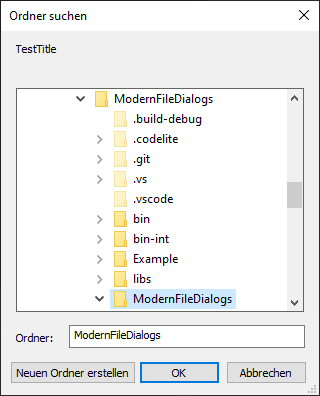 Ordner suchen
TestTitle
ModernFileDialogs
.build-debug
.codelite
.git
.vs
.vscode
bin
bin-int
Example
libs
ModernFileDialogs
Ordner: ModernFileDialogs
Neuen Ordner erstellen OK Abbrechen